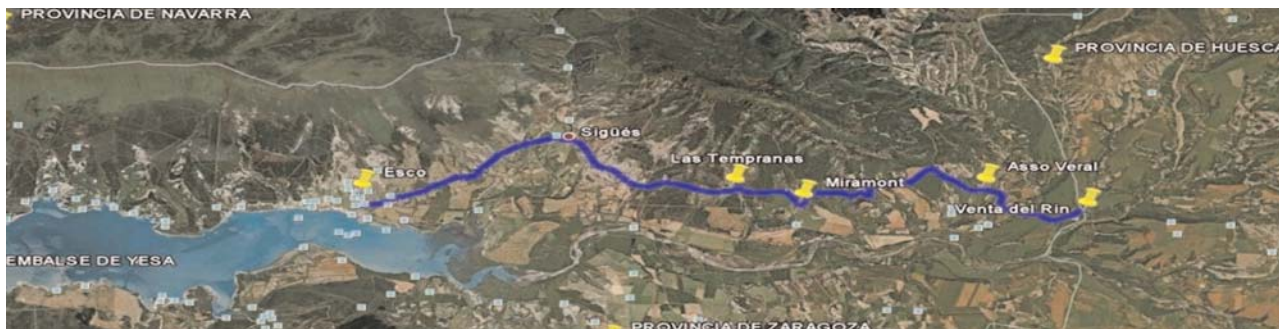 PROVINCIA DE NAVARRA
PROVINCIA DE HUESCA
Sigüés
Las Tempranas
Esco
Asso Veral
Miramont
Venta del Rin
EMBALSE DE YESA
PROVINCIA DE ZARAGOZA